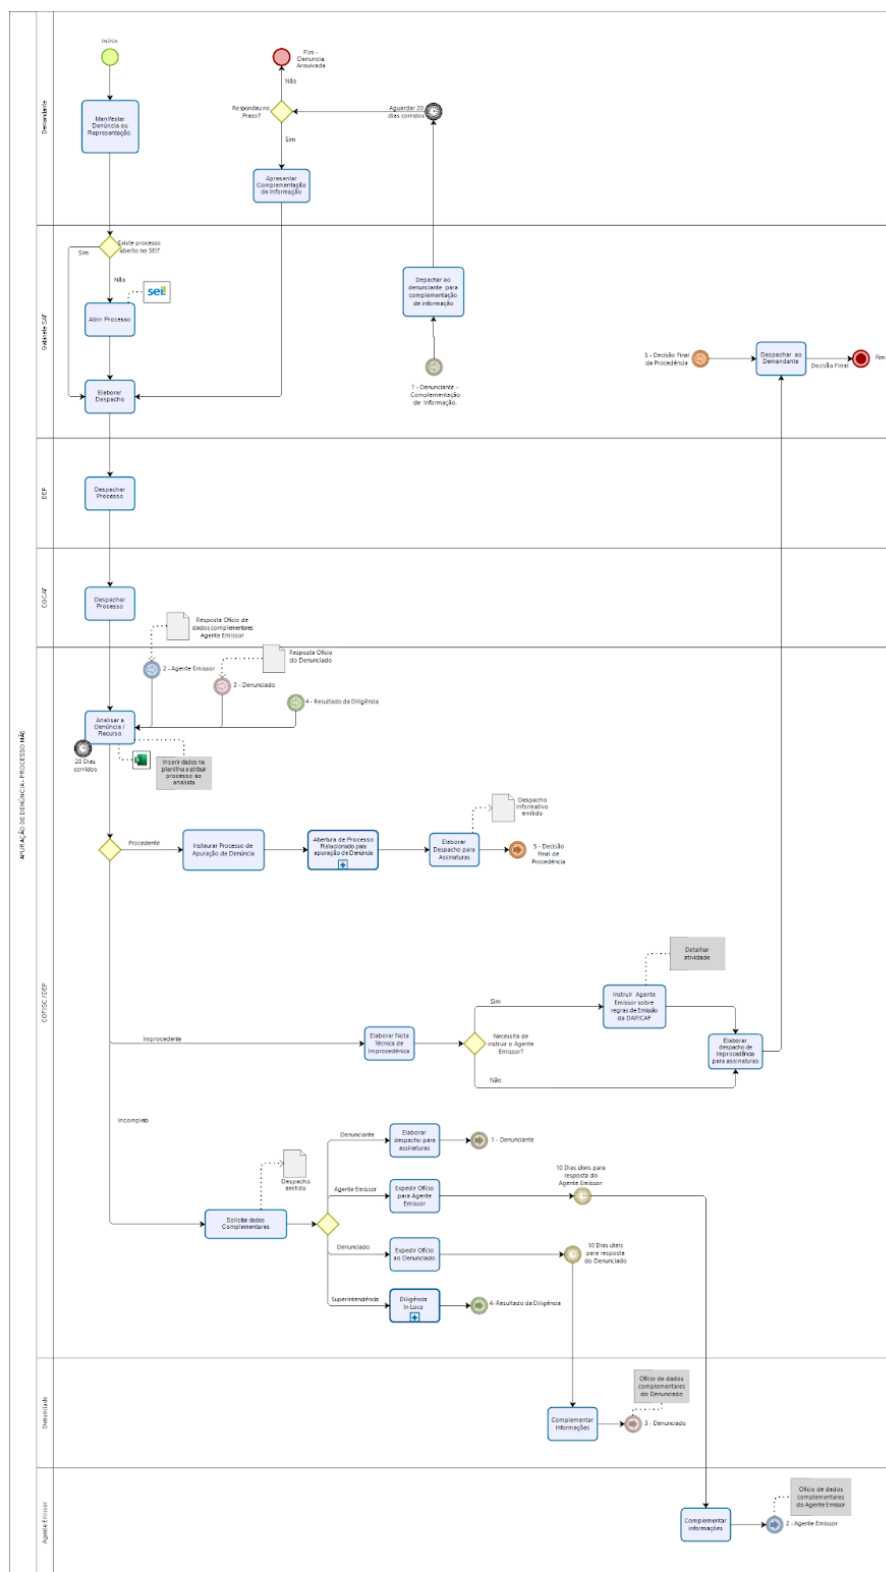 APURAÇÃO DE DENÚNCIA - PROCESSO MÃE
Demandante
Início
Manifestar
Denúncia ou
Representação.
Fim -
Denuncia
Arquivada
Não
Respondeu no
Prazo?
Sim
Aguardar 20
dias corridos
Apresentar
Complementação
de Informação
Gabinete SAF
Existe processo
aberto no SEI?
Sim
Não
sei!
Abrir Processo
Elaborar
Despacho
Depachar ao
denunciante para
complementação
de informação
1 - Denunciante -
Complementação
de Informação.
5 - Decisão Final
da Procedência
Despachar ao
Demandante
Decisão Final
Fim
DEP
Despachar
Processo
CGCAF
Despachar
Processo
COFISC /DEP
Resposta Ofício de
dados complementares
Agente Emissor
2 - Agente Emissor
Resposta Ofício
do Denunciado
3 - Denunciado
4 - Resultado da Diligência
Analisar a
Denúncia /
Recurso
20 Dias
corridos
Inserir dados na
planilha e atribuir
processo ao
analista
Procedente
Instaurar Processo de
Apuração de Denúncia
Abertura de Processo
Relacionado para
apuração de Denúncia
Elaborar
Despacho para
Assinaturas
Despacho
informativo
emitido
5 - Decisão
Final de
Procedência
Improcedente
Elaborar Nota
Técnica de
Improcedênica
Necessita de
instruir o Agente
Emissor?
Sim
Não
Instruir Agente
Emissor sobre
regras de Emissão
da DAP/CAF
Detalhar
atividade
Elaborar
despacho de
Improcedência
para assinaturas
Incompleto
Solicitar dados
Complementares
Despacho
emitido
Denunciante
Elaborar
despacho para
assinaturas
1 - Denunciante
Agente Emissor
Expedir Ofício
para Agente
Emissor
10 Dias úteis para
resposta do
Agente Emissor
Denunciado
Expedir Ofício
ao Denunciado
10 Dias úteis
para resposta
do Denunciado
Superintendência
Diligência
In Loco
4- Resultado da Diligência
Denunciado
Complementar
Informações
Ofício de dados
complementares
do Denunciado
3 - Denunciado
Agente Emissor
Complementar
informações
Ofício de dados
complementares
do Agente Emissor
2 - Agente Emissor